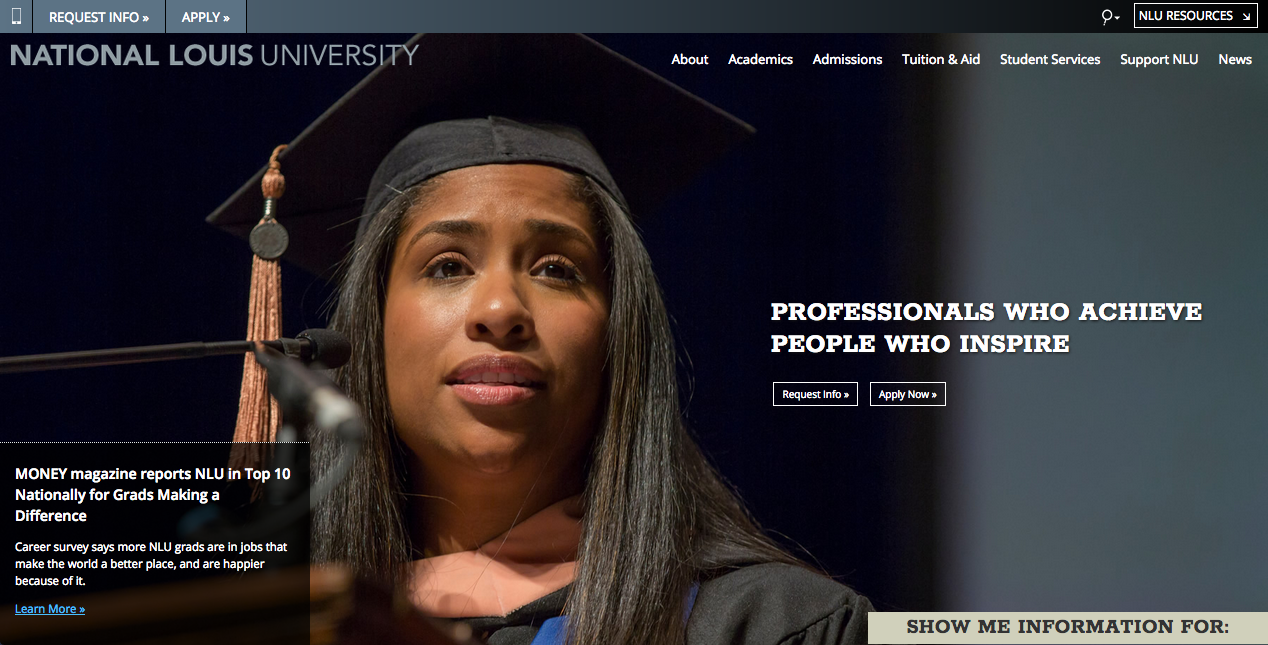 REQUEST INFO »
APPLY »
NLU RESOURCES
NATIONAL LOUIS UNIVERSITY
About
Academics
Admissions
Tuition & Aid
Student Services
Support NLU
News
PROFESSIONALS WHO ACHIEVE
PEOPLE WHO INSPIRE
Request Info »
Apply Now »
MONEY magazine reports NLU in Top 10
Nationally for Grads Making a
Difference
Career survey says more NLU grads are in jobs that
make the world a better place, and are happier
because of it.
Learn More »
SHOW ME INFORMATION FOR: